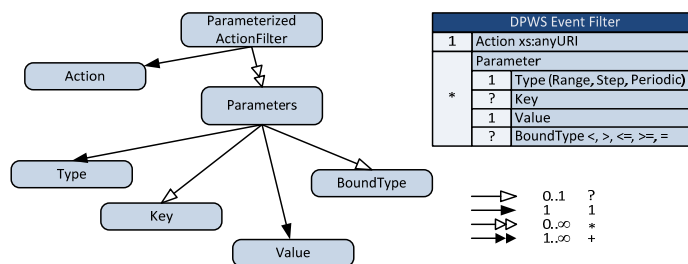 Parameterized
ActionFilter
Action
Parameters
Type
Key
Value
BoundType
DPWS Event Filter
1 Action xs:anyURI
* Parameter
1 Type (Range, Step, Periodic)
? Key
1 Value
? BoundType <, >, <=, >=, =
0..1 ?
1 1
0..∞ *
1..∞ +